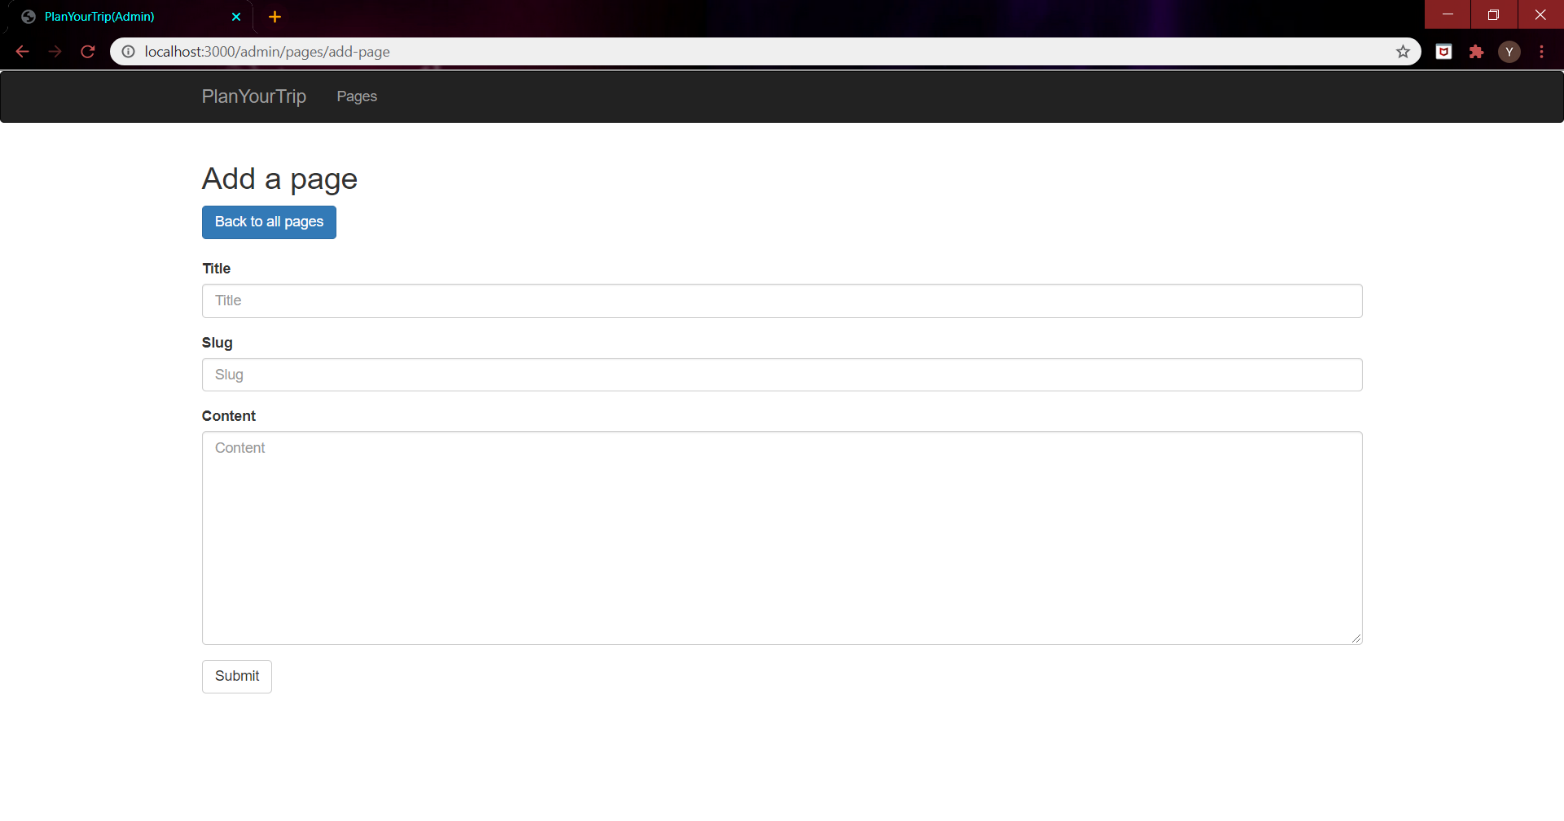 PlanYourTrip(Admin)
localhost:3000/admin/pages/add-page
Y
PlanYourTrip Pages
Add a page
Back to all pages
Title
Title
Slug
Slug
Content
Content
Submit